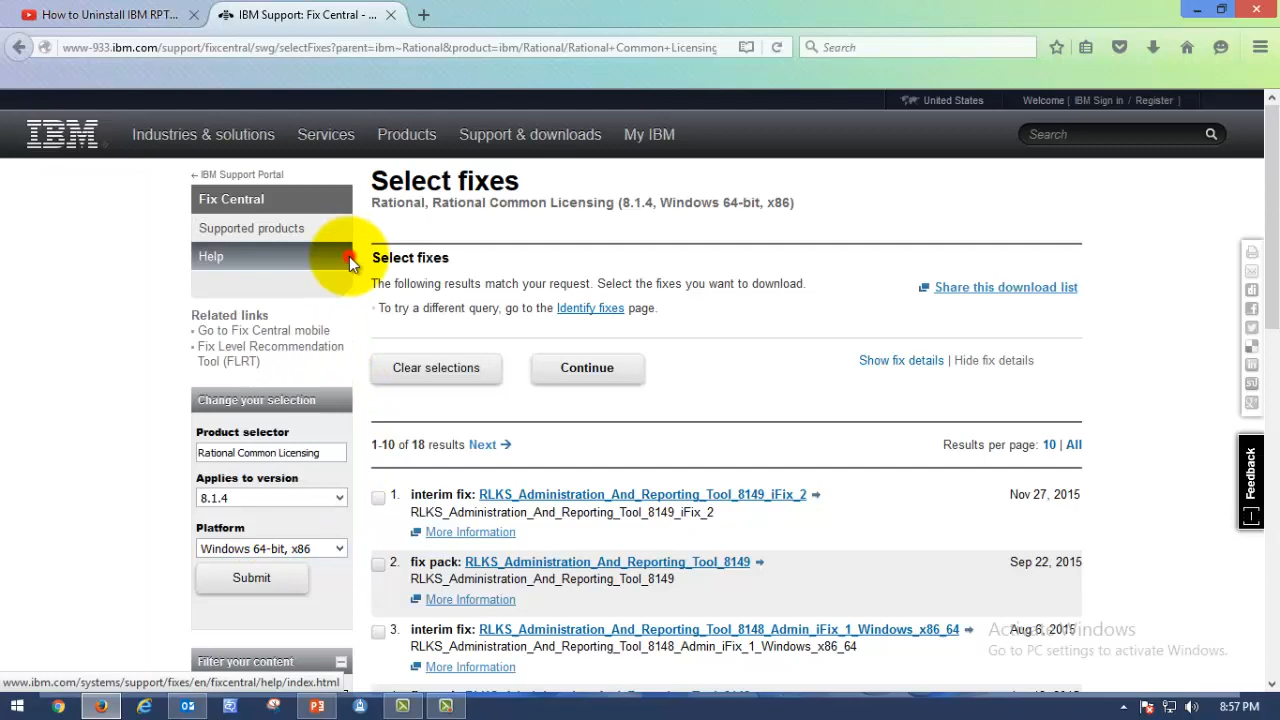 How to Uninstall IBM RPT...
IBM Support: Fix Central - ...
www-933.ibm.com/support/fixcentral/swg/selectFixes?parent=ibm~Rational&product=ibm/Rational/Rational+Common+Licensing
Search
United States
Welcome [ IBM Sign in / Register ]
IBM
Industries & solutions
Services
Products
Support & downloads
My IBM
Search
IBM Support Portal
Fix Central
Supported products
Help
Related links
Go to Fix Central mobile
Fix Level Recommendation
Tool (FLRT)
Change your selection
Product selector
Rational Common Licensing
Applies to version
8.1.4
Platform
Windows 64-bit, x86
Submit
Filter your content
Select fixes
Rational, Rational Common Licensing (8.1.4, Windows 64-bit, x86)
Select fixes
The following results match your request. Select the fixes you want to download.
Share this download list
To try a different query, go to the Identify fixes page.
Clear selections
Continue
Show fix details | Hide fix details
1-10 of 18 results Next
Results per page: 10 | All
1. interim fix: RLKS_Administration_And_Reporting_Tool_8149_iFix_2
Nov 27, 2015
RLKS_Administration_And_Reporting_Tool_8149_iFix_2
More Information
2. fix pack: RLKS_Administration_And_Reporting_Tool_8149
Sep 22, 2015
RLKS_Administration_And_Reporting_Tool_8149
More Information
3. interim fix: RLKS_Administration_And_Reporting_Tool_8148_Admin_iFix_1_Windows_x86_64
Aug 6, 2015
RLKS_Administration_And_Reporting_Tool_8148_Admin_iFix_1_Windows_x86_64
More Information
Feedback
Activate Windows
Go to PC settings to activate Windows.
www.ibm.com/systems/support/fixes/en/fixcentral/help/index.html
8:57 PM